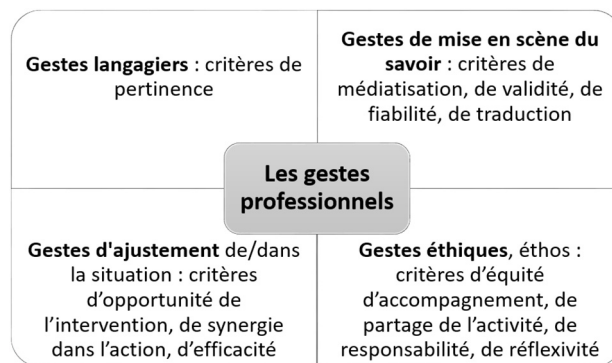 Gestes langagiers : critères de
pertinence
Gestes de mise en scène du
savoir : critères de
médiatisation, de validité, de
fiabilité, de traduction
Les gestes
professionnels
Gestes d'ajustement de/dans
la situation : critères
d’opportunité de
l’intervention, de synergie
dans l’action, d’efficacité
Gestes éthiques, éthos :
critères d’équité
d’accompagnement, de
partage de l’activité, de
responsabilité, de réflexivité